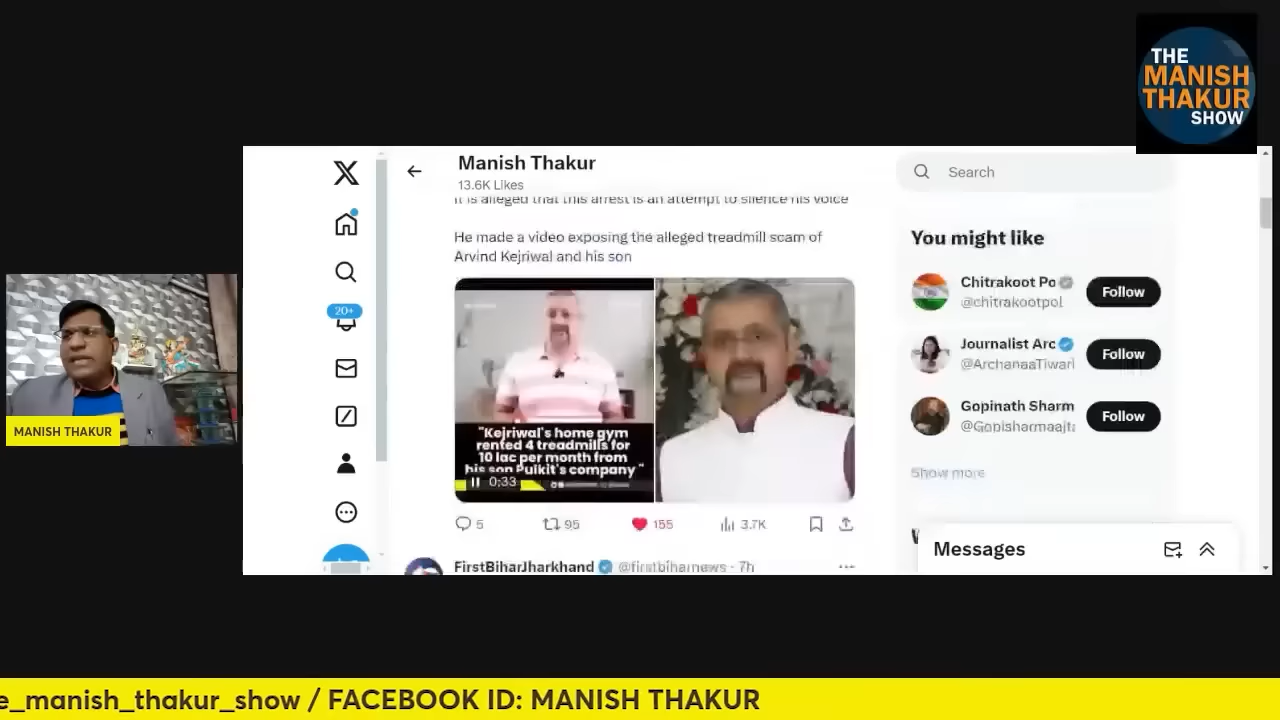 THE
MANISH
THAKUR
SHOW
Manish Thakur
13.6K Likes
Search
It is alleged that this arrest is an attempt to silence his voice
He made a video exposing the alleged treadmill scam of
Arvind Kejriwal and his son
"Kejriwal's home gym
rented 4 treadmills for
10 lac per month from
his son Pulkit's company"
0:33
5
95
155
3.7K
FirstBiharJharkhand @firstbiharnews · 7h
20+
You might like
Chitrakoot Po
@chitrakootpol
Follow
Journalist Arc
@ArchanaaTiwari
Follow
Gopinath Sharm
@Gopisharmaajt
Follow
Show more
Messages
MANISH THAKUR
e_manish_thakur_show / FACEBOOK ID: MANISH THAKUR